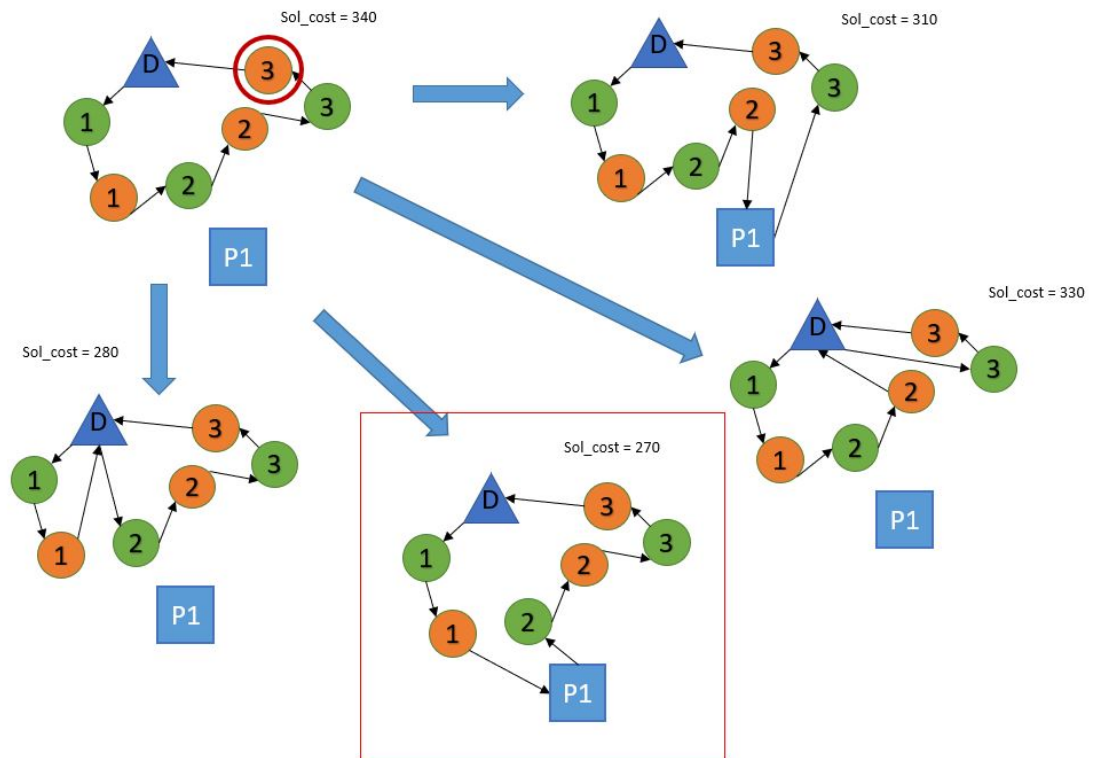 Sol_cost = 340
D
3
3
1
2
2
1
P1
Sol_cost = 310
D
3
3
1
2
2
1
P1
Sol_cost = 280
D
3
3
1
2
2
1
P1
Sol_cost = 270
D
3
3
1
2
2
1
P1
Sol_cost = 330
D
3
3
1
2
2
1
P1